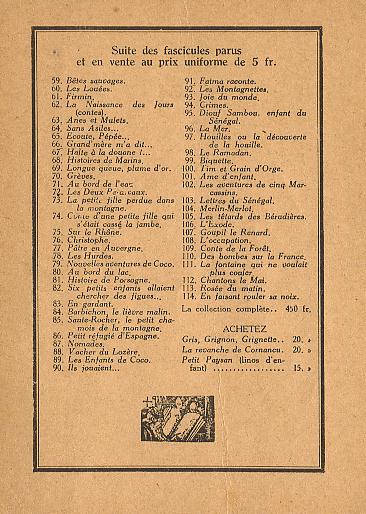 Suite des fascicules parus
et en vente au prix uniforme de 5 fr.
59. Bêtes sauvages.
60. Les Louées.
61. Firmin.
62. La Naissance des Jours
(contes).
63. Anes et Mulets.
64. Sans Asiles...
65. Ecoute, Pépée...
66. Grand'mère m'a dit...
67. Halte à la douane !...
68. Histoires de Marins.
69. Longue queue, plume d'or.
70. Grèves.
71. Au bord de l'eau
72. Les Deux Perdreaux.
73. La petite fille perdue dans
la montagne.
74. Conte d'une petite fille qui
s'était cassé la jambe.
75. Sur le Rhône.
76. Christophe.
77. Pâtre en Auvergne.
78. Les Hurdes.
79. Nouvelles aventures de Coco.
80. Au bord du lac.
81. Histoire de Porsogne.
82. Six petits enfants allaient
chercher des figues...
83. En gardant.
84. Barbichon, le lièvre malin.
85. Saute-Rocher, le petit cha-
mois de la montagne.
86. Petit réfugié d'Espagne.
87. Nomades.
88. Vacher du Lozère.
89. Les Enfants de Coco.
90. Ils jouaient...
91. Fatma raconte.
92. Les Montagnettes.
93. Joie du monde.
94. Crimes.
95. Diouf Sambou, enfant du
Sénégal.
96. La Mer.
97. Houilles ou la découverte
de la houille.
98. Le Ramadan.
99. Biquette.
100. Tim et Grain d'Orge.
101. Ame d'enfant.
102. Les aventures de cinq Mar-
cassins.
103. Lettres du Sénégal.
104. Merlin-Merlot.
105. Les têtards des Béradières.
106. L'Exode.
107. Goupil le Renard.
108. L'occupation.
109. Conte de la Forêt.
110. Des bombes sur la France.
111. La fontaine qui ne voulait
plus couler
112. Chantons le Mai.
113. Rosée du matin.
114. En faisant rouler sa noix.
La collection complète.. 450 fr.
ACHETEZ
Gris, Grignon, Grignette.. 20. »
La revanche de Cornancu. 20. »
Petit Paysan (linos d'en-
fant) .................. 15. »